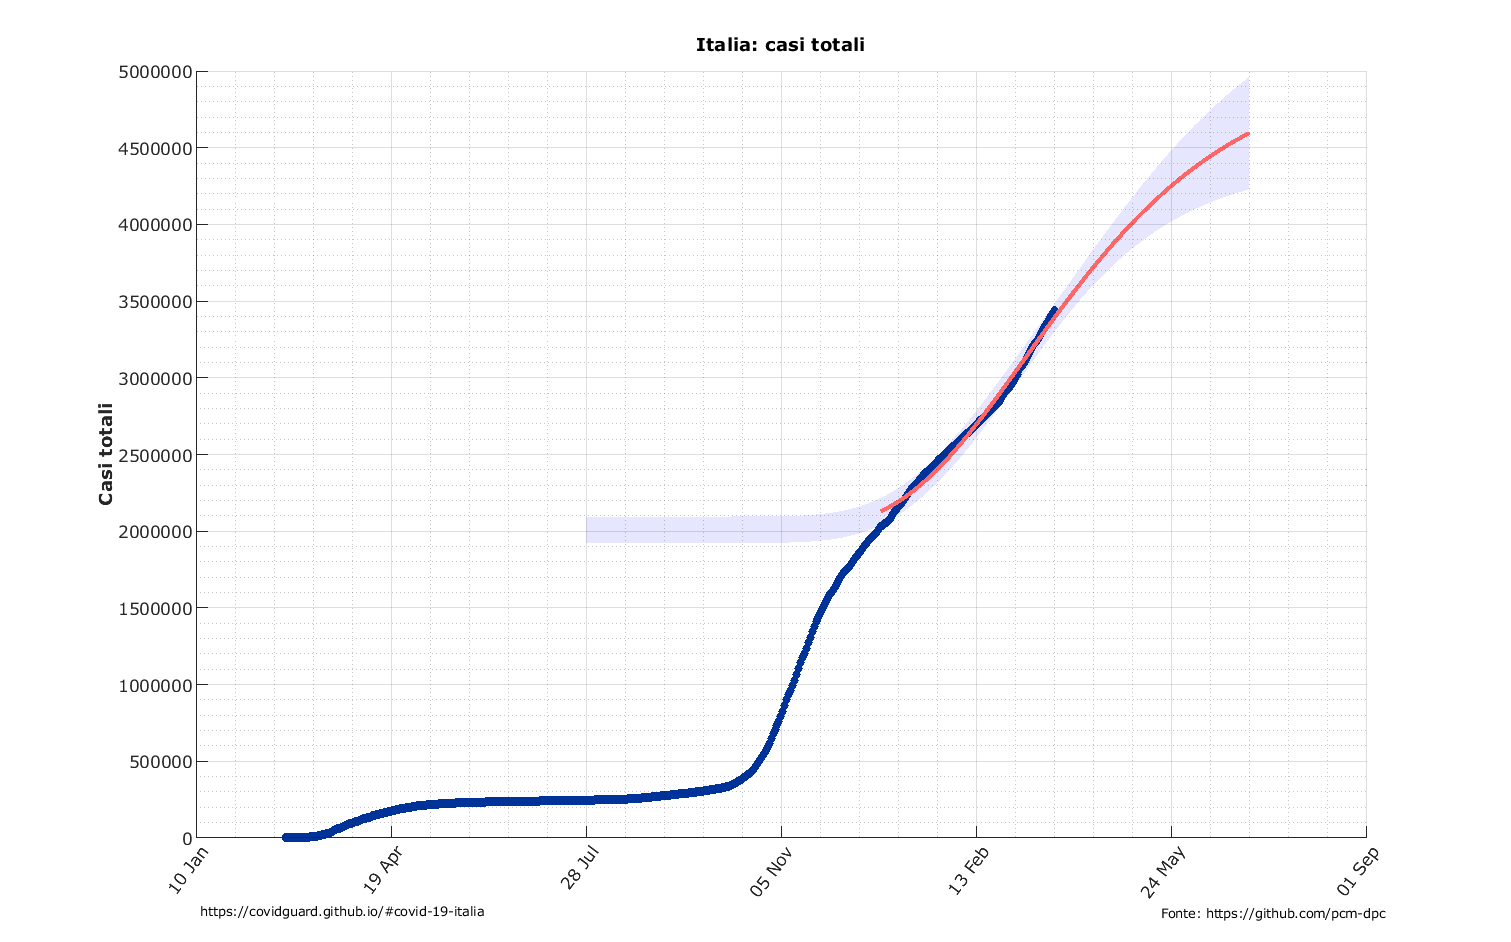 Italia: casi totali
5000000
4500000
4000000
3500000
3000000
2500000
2000000
1500000
1000000
500000
0
Casi totali
10 Jan
19 Apr
28 Jul
05 Nov
13 Feb
24 May
01 Sep
https://covidguard.github.io/#covid-19-italia
Fonte: https://github.com/pcm-dpc